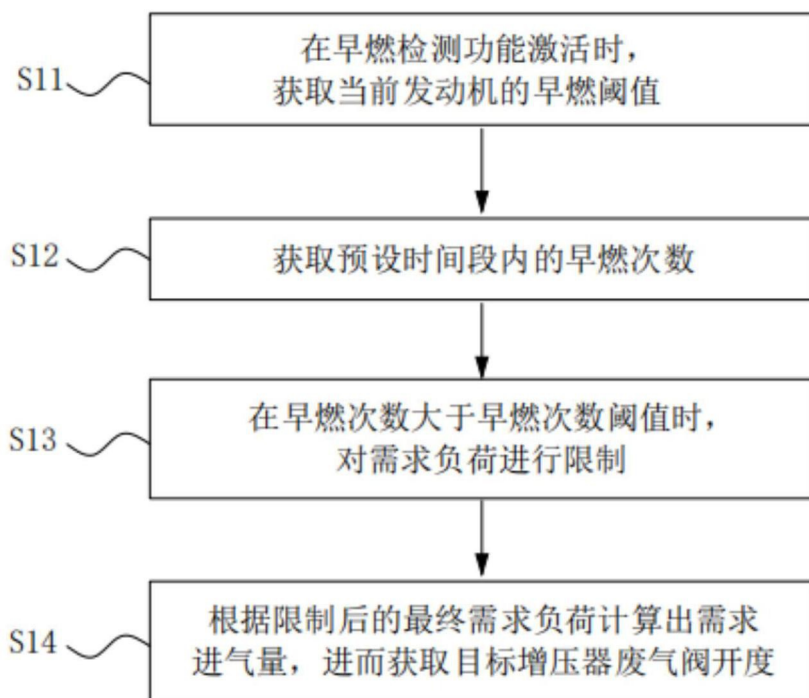 S11
在早燃检测功能激活时，
获取当前发动机的早燃阈值
S12
获取预设时间段内的早燃次数
S13
在早燃次数大于早燃次数阈值时，
对需求负荷进行限制
S14
根据限制后的最终需求负荷计算出需求
进气量，进而获取目标增压器废气阀开度